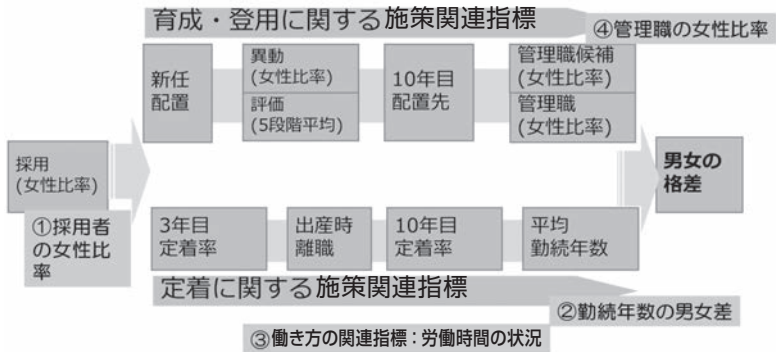 育成・登用に関する施策関連指標
④管理職の女性比率
新任
配置
異動
(女性比率)
評価
(5段階平均)
10年目
配置先
管理職候補
(女性比率)
管理職
(女性比率)
採用
(女性比率)
①採用者
の女性比
率
男女の
格差
3年目
定着率
出産時
離職
10年目
定着率
平均
勤続年数
定着に関する施策関連指標
②勤続年数の男女差
③働き方の関連指標：労働時間の状況